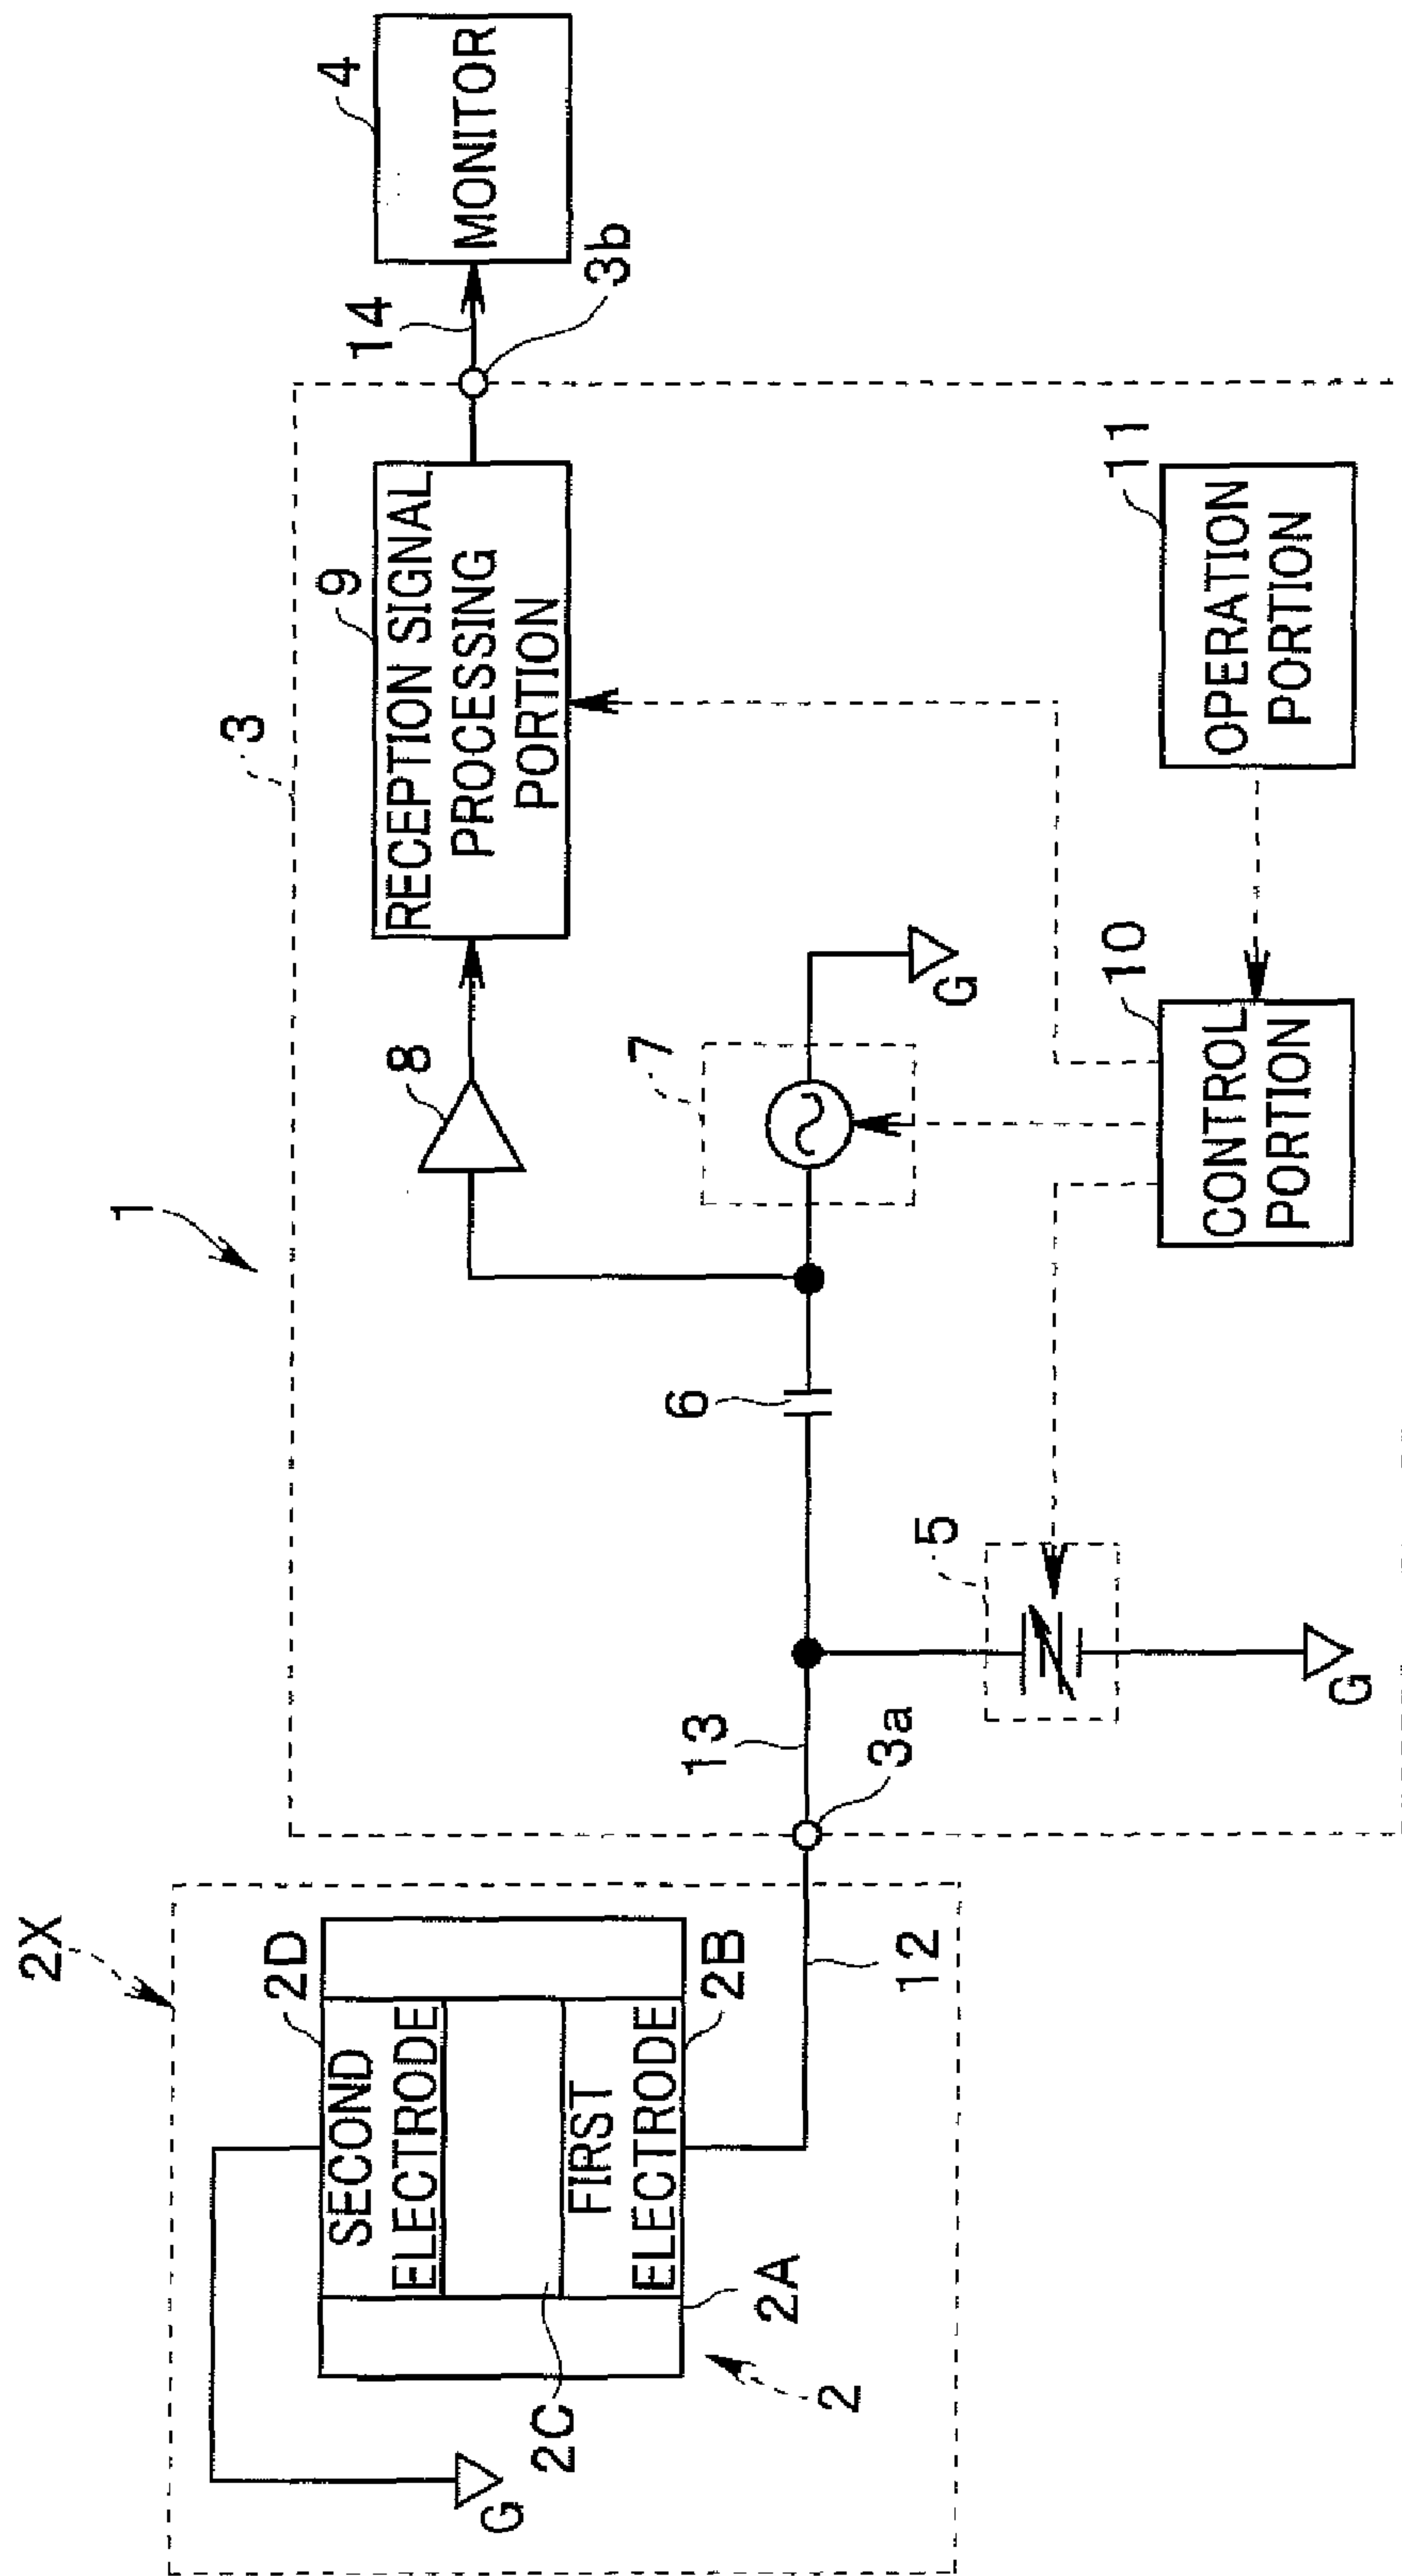 1
2X
2D
SECOND
ELECTRODE
G
2C
FIRST
ELECTRODE
2B
2A
2
12
3
3a
13
5
G
6
7
G
8
9
RECEPTION SIGNAL
PROCESSING
PORTION
3b
14
4
MONITOR
10
CONTROL
PORTION
11
OPERATION
PORTION